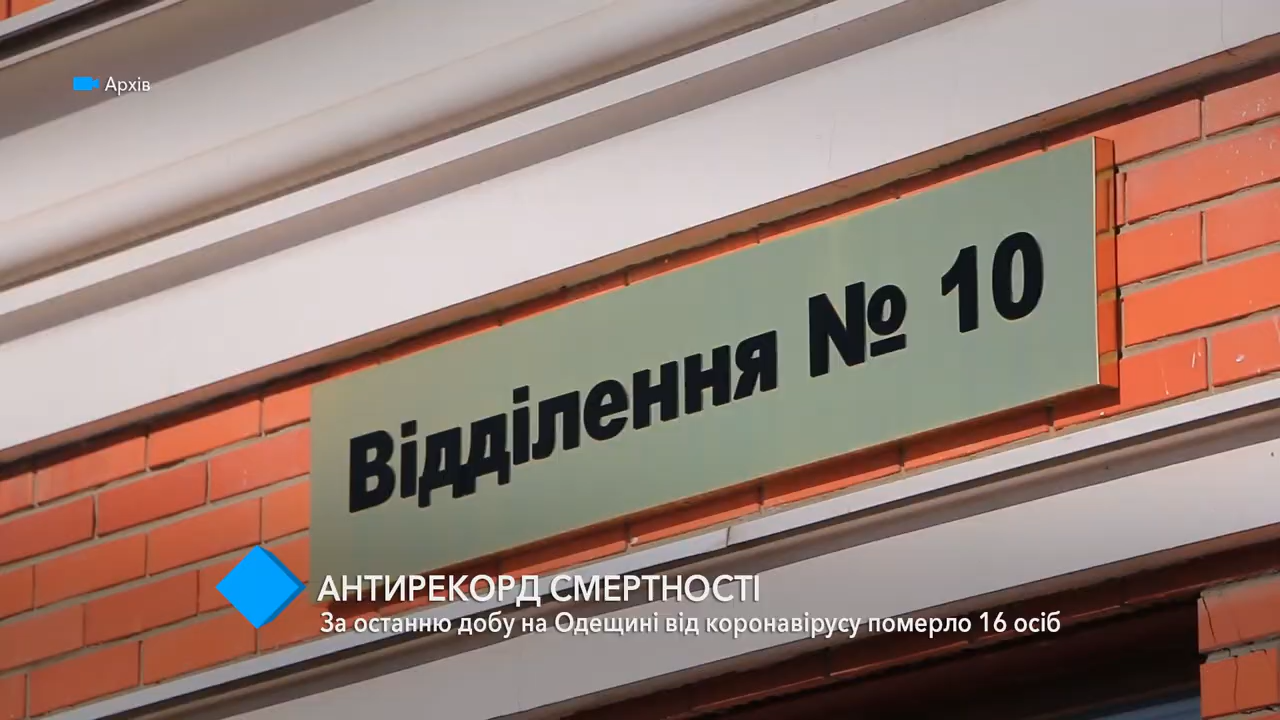 Архів
Відділення № 10
АНТИРЕКОРД СМЕРТНОСТІ
За останню добу на Одещині від коронавірусу померло 16 осіб